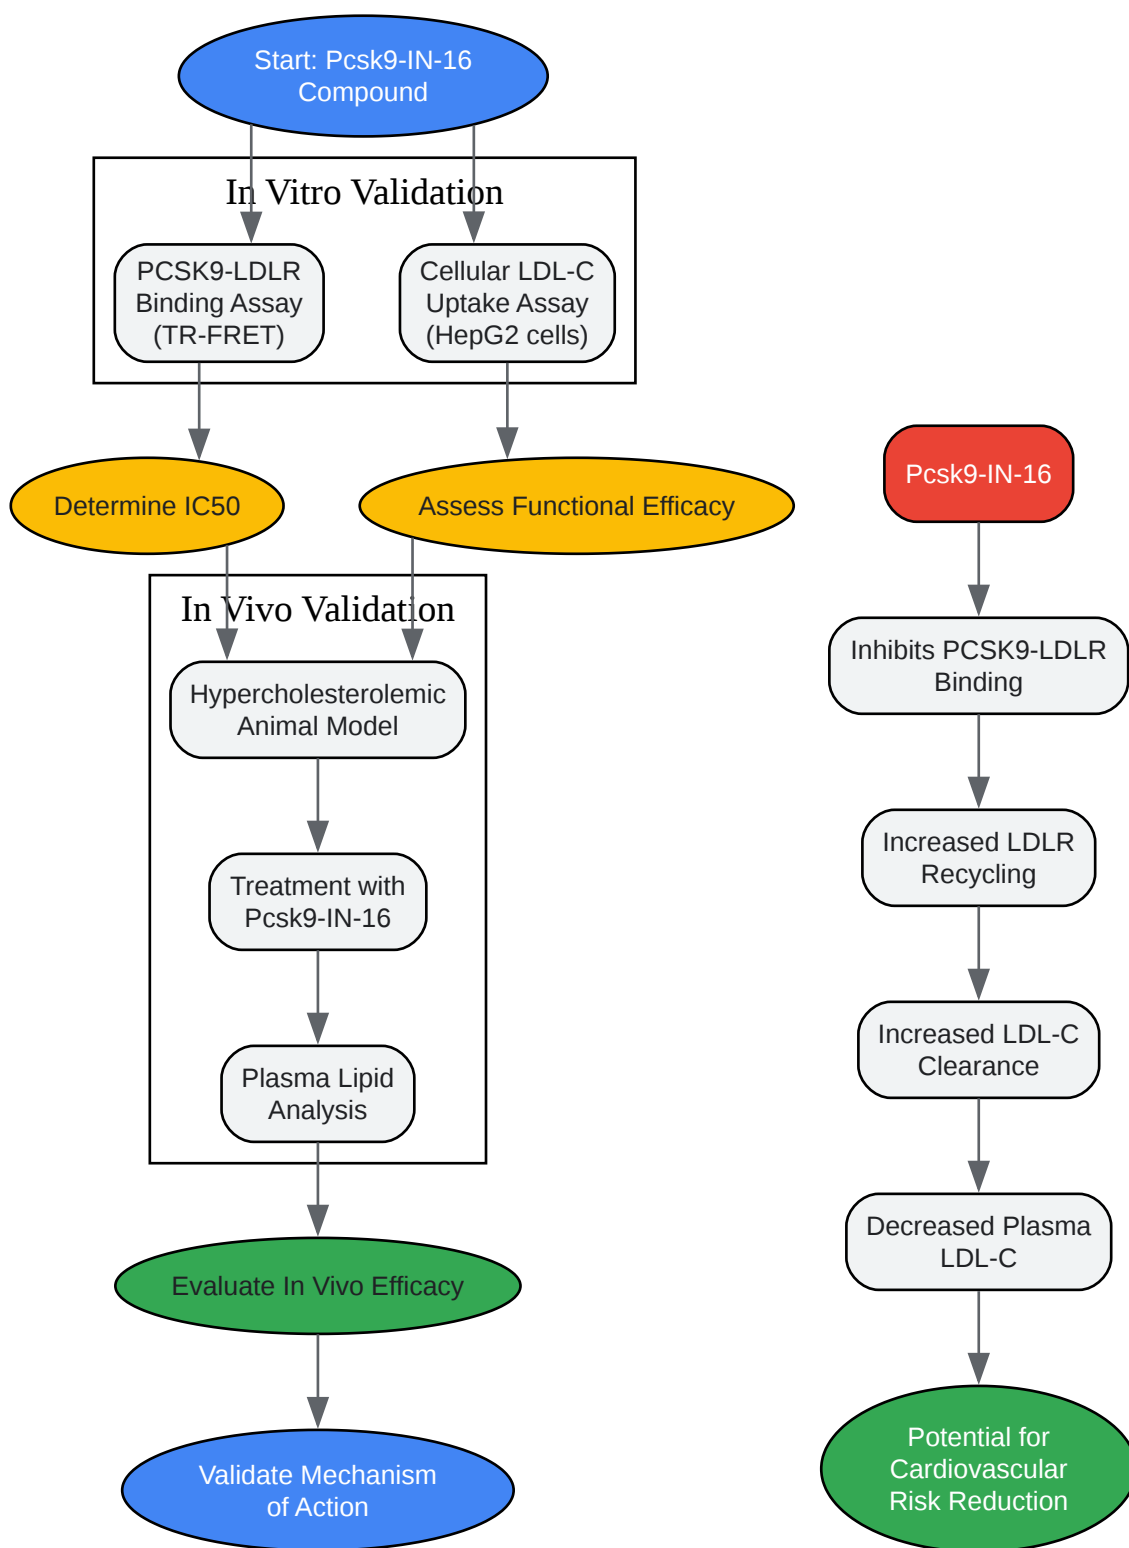 Start: Pcsk9-IN-16
Compound
In Vitro Validation
PCSK9-LDLR
Binding Assay
(TR-FRET)
Cellular LDL-C
Uptake Assay
(HepG2 cells)
Determine IC50
Assess Functional Efficacy
In Vivo Validation
Hypercholesterolemic
Animal Model
Treatment with
Pcsk9-IN-16
Plasma Lipid
Analysis
Evaluate In Vivo Efficacy
Validate Mechanism
of Action
Pcsk9-IN-16
Inhibits PCSK9-LDLR
Binding
Increased LDLR
Recycling
Increased LDL-C
Clearance
Decreased Plasma
LDL-C
Potential for
Cardiovascular
Risk Reduction